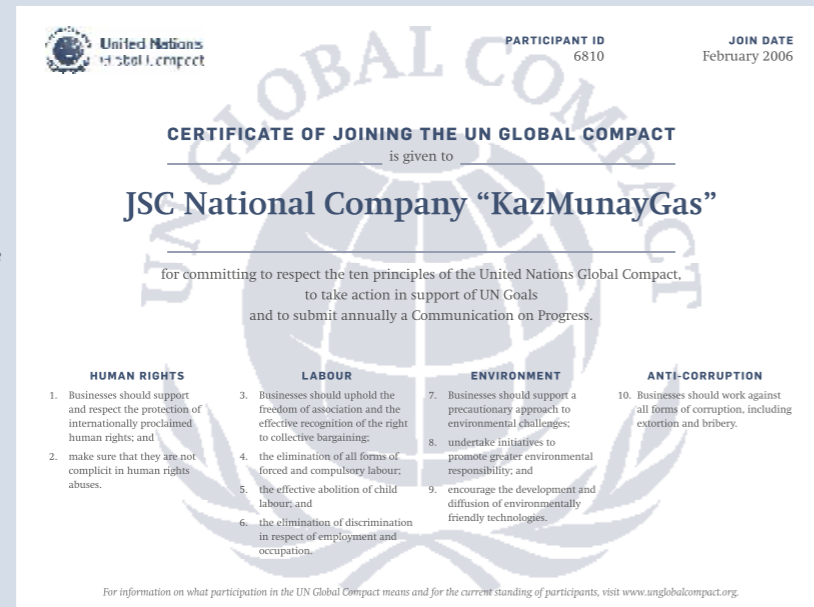 United Nations
Global Compact
PARTICIPANT ID
6810
JOIN DATE
February 2006
UN GLOBAL COMPACT
CERTIFICATE OF JOINING THE UN GLOBAL COMPACT
is given to
JSC National Company “KazMunayGas”
for committing to respect the ten principles of the United Nations Global Compact,
to take action in support of UN Goals
and to submit annually a Communication on Progress.
HUMAN RIGHTS
1. Businesses should support
and respect the protection of
internationally proclaimed
human rights; and
2. make sure that they are not
complicit in human rights
abuses.
LABOUR
3. Businesses should uphold the
freedom of association and the
effective recognition of the right
to collective bargaining;
4. the elimination of all forms of
forced and compulsory labour;
5. the effective abolition of child
labour; and
6. the elimination of discrimination
in respect of employment and
occupation.
ENVIRONMENT
7. Businesses should support a
precautionary approach to
environmental challenges;
8. undertake initiatives to
promote greater environmental
responsibility; and
9. encourage the development and
diffusion of environmentally
friendly technologies.
ANTI-CORRUPTION
10. Businesses should work against
all forms of corruption, including
extortion and bribery.
For information on what participation in the UN Global Compact means and for the current standing of participants, visit www.unglobalcompact.org.